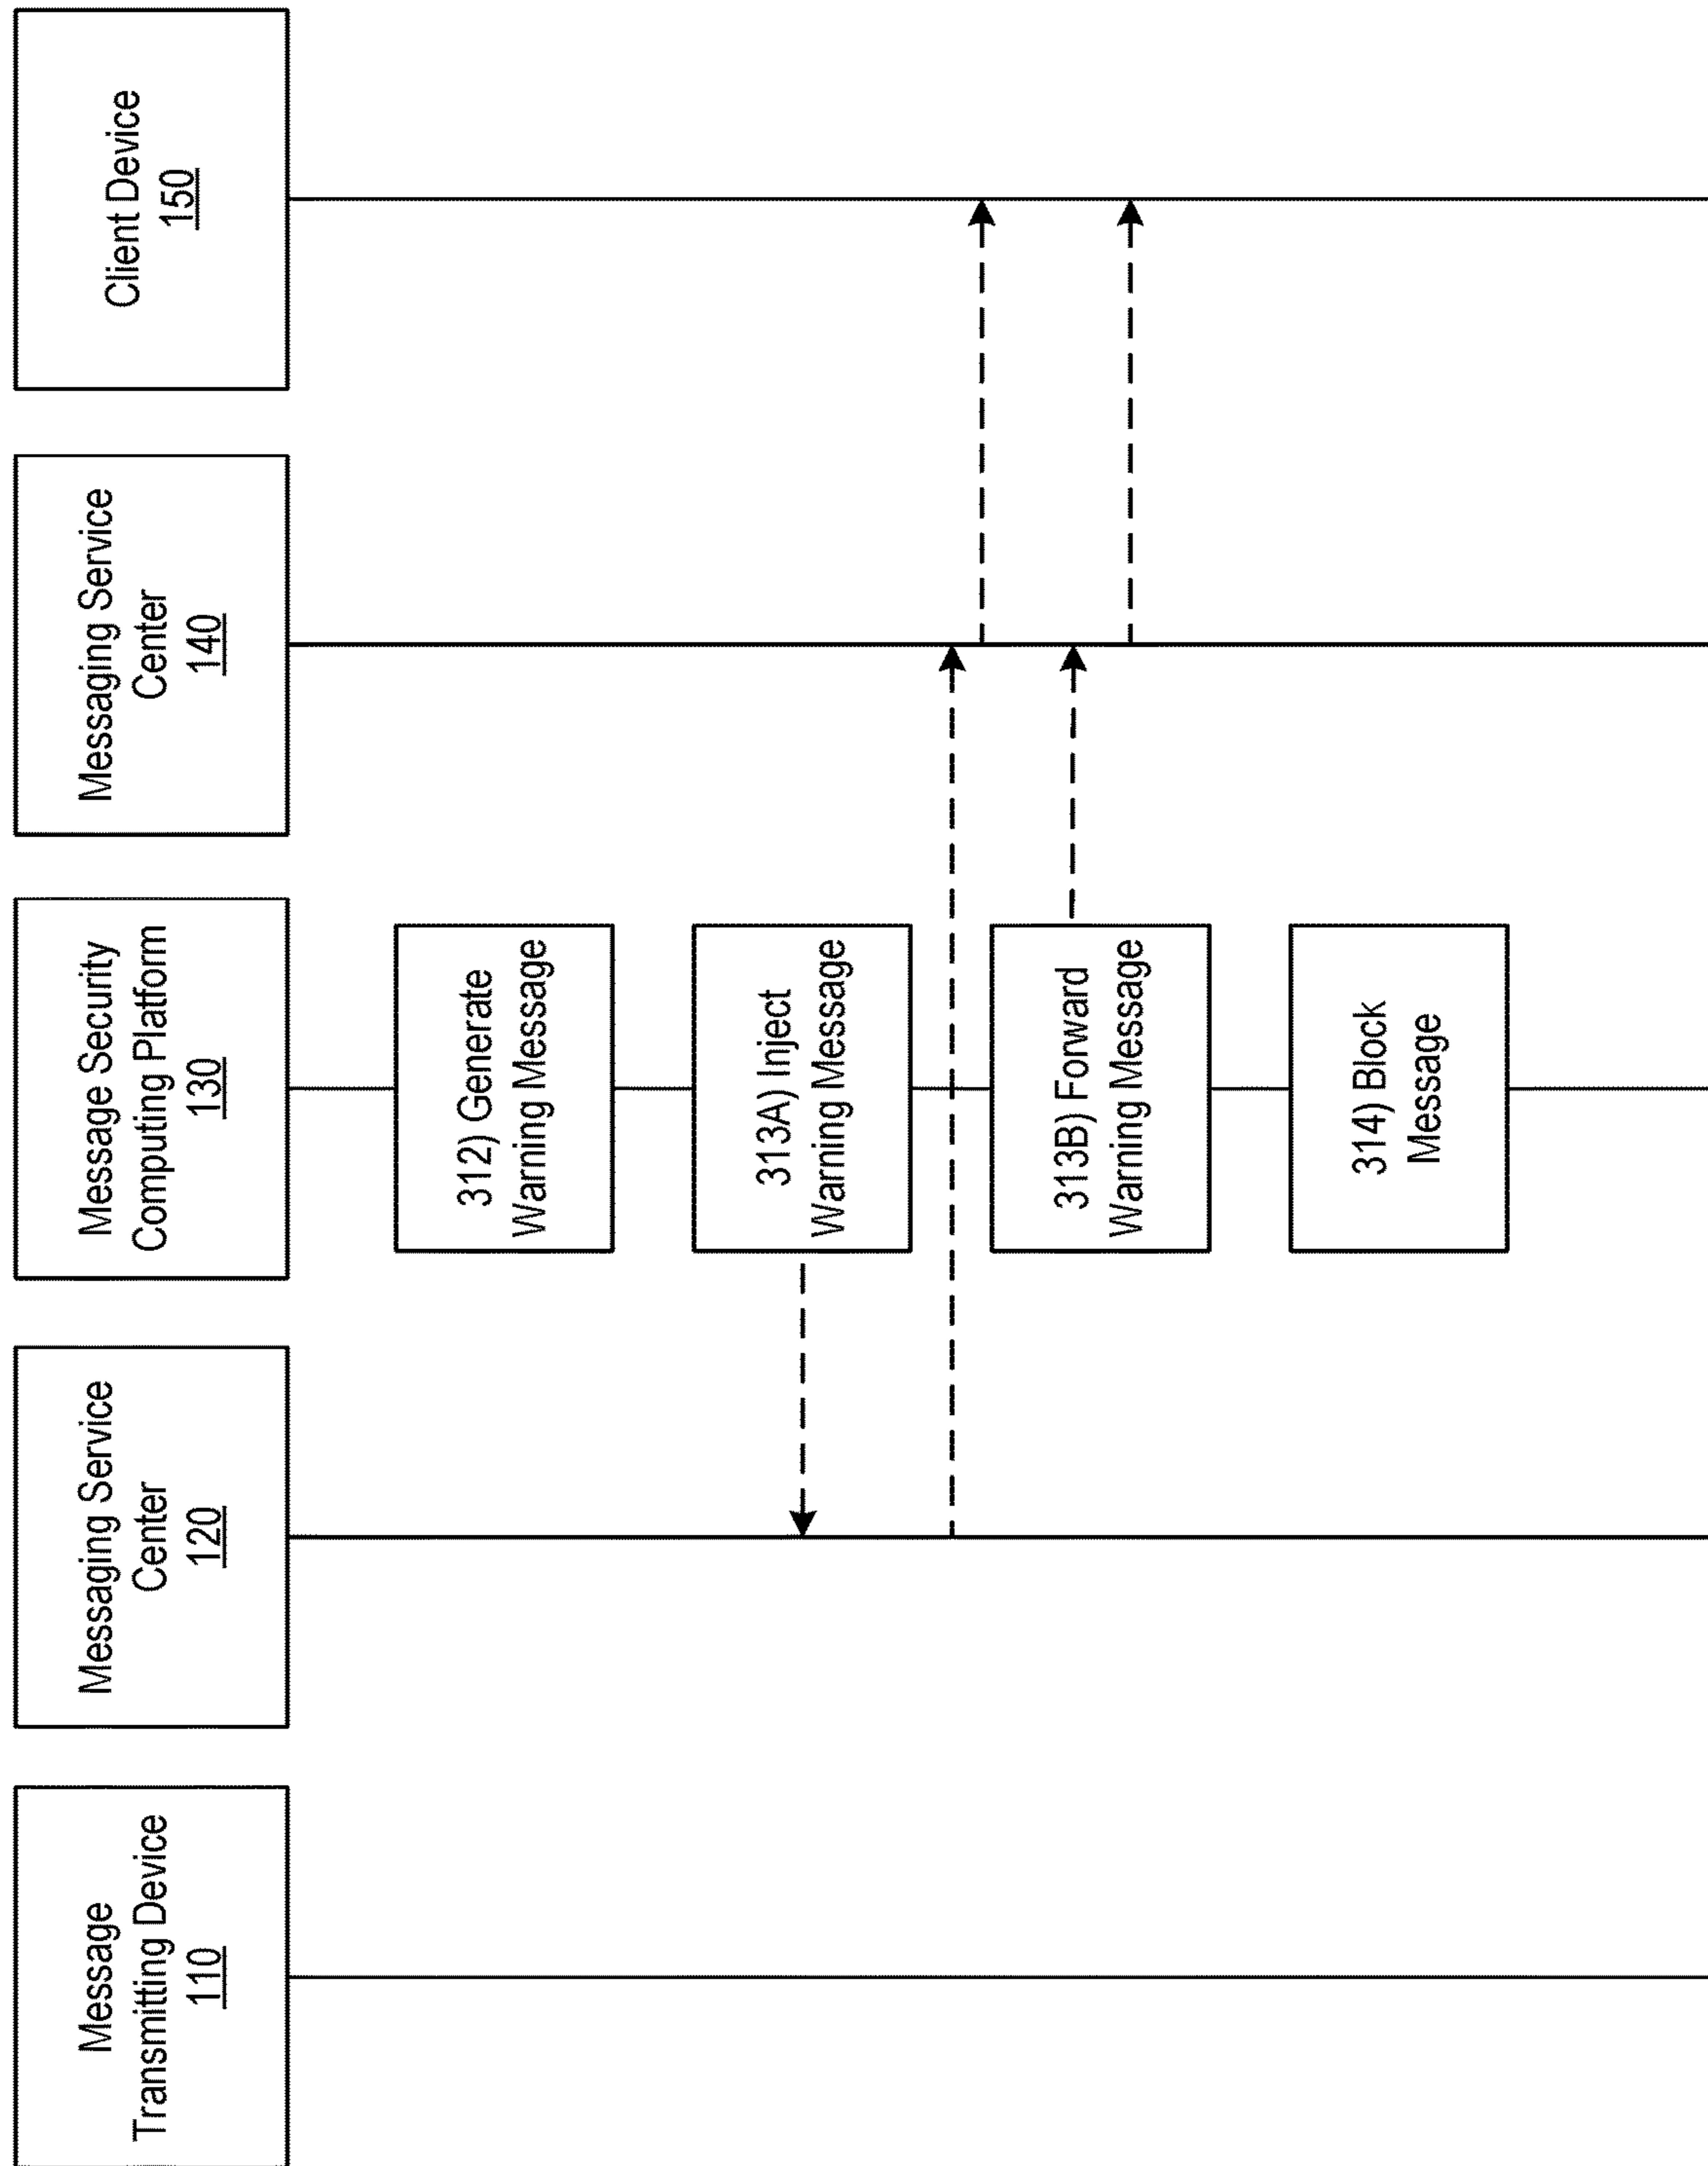 Message
Transmitting Device
110
Messaging Service
Center
120
Message Security
Computing Platform
130
Messaging Service
Center
140
Client Device
150
312) Generate
Warning Message
313A) Inject
Warning Message
313B) Forward
Warning Message
314) Block
Message